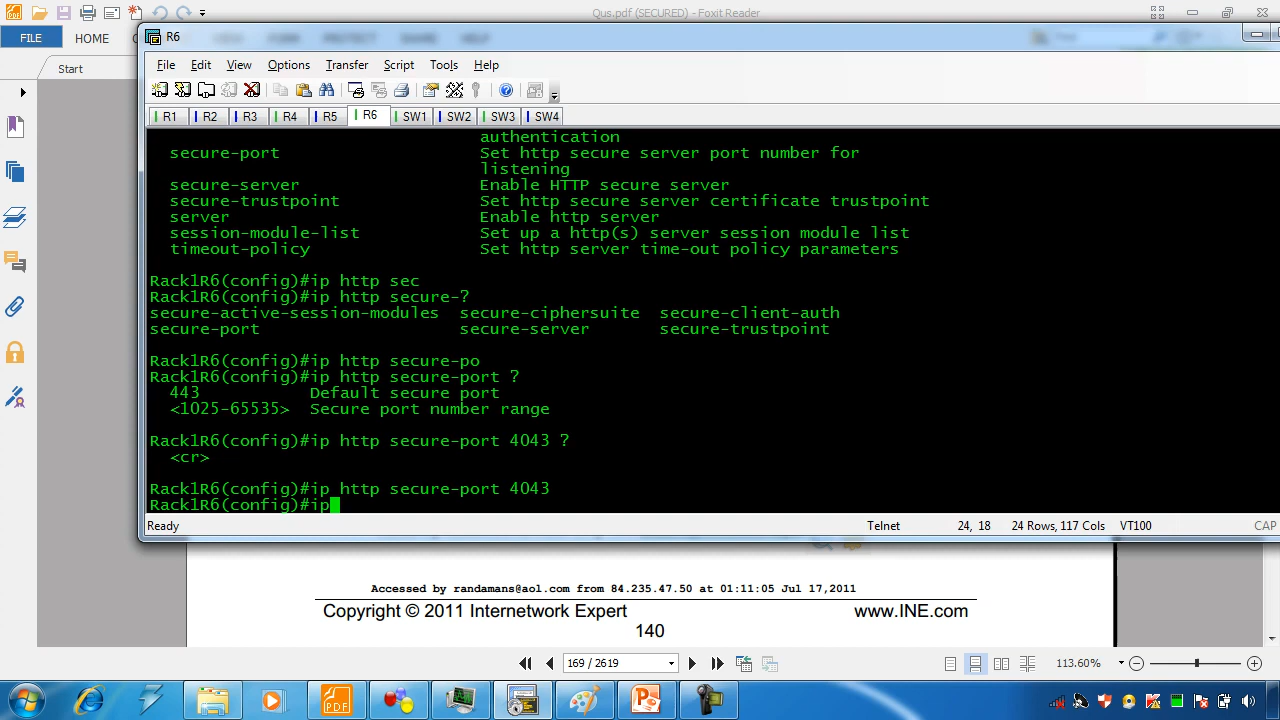 Qus.pdf (SECURED) - Foxit Reader
R6
FILE HOME
File Edit View Options Transfer Script Tools Help
Start
R1 R2 R3 R4 R5 R6 SW1 SW2 SW3 SW4
authentication
secure-port Set http secure server port number for
listening
secure-server Enable HTTP secure server
secure-trustpoint Set http secure server certificate trustpoint
server Enable http server
session-module-list Set up a http(s) server session module list
timeout-policy Set http server time-out policy parameters
Rack1R6(config)#ip http sec
Rack1R6(config)#ip http secure-?
secure-active-session-modules secure-ciphersuite secure-client-auth
secure-port secure-server secure-trustpoint
Rack1R6(config)#ip http secure-po
Rack1R6(config)#ip http secure-port ?
443 Default secure port
<1025-65535> Secure port number range
Rack1R6(config)#ip http secure-port 4043 ?
<cr>
Rack1R6(config)#ip http secure-port 4043
Rack1R6(config)#ip
Ready Telnet 24, 18 24 Rows, 117 Cols VT100 CAP
Accessed by randamans@aol.com from 84.235.47.50 at 01:11:05 Jul 17,2011
Copyright © 2011 Internetwork Expert www.INE.com
140
169 / 2619 113.60%
PDF